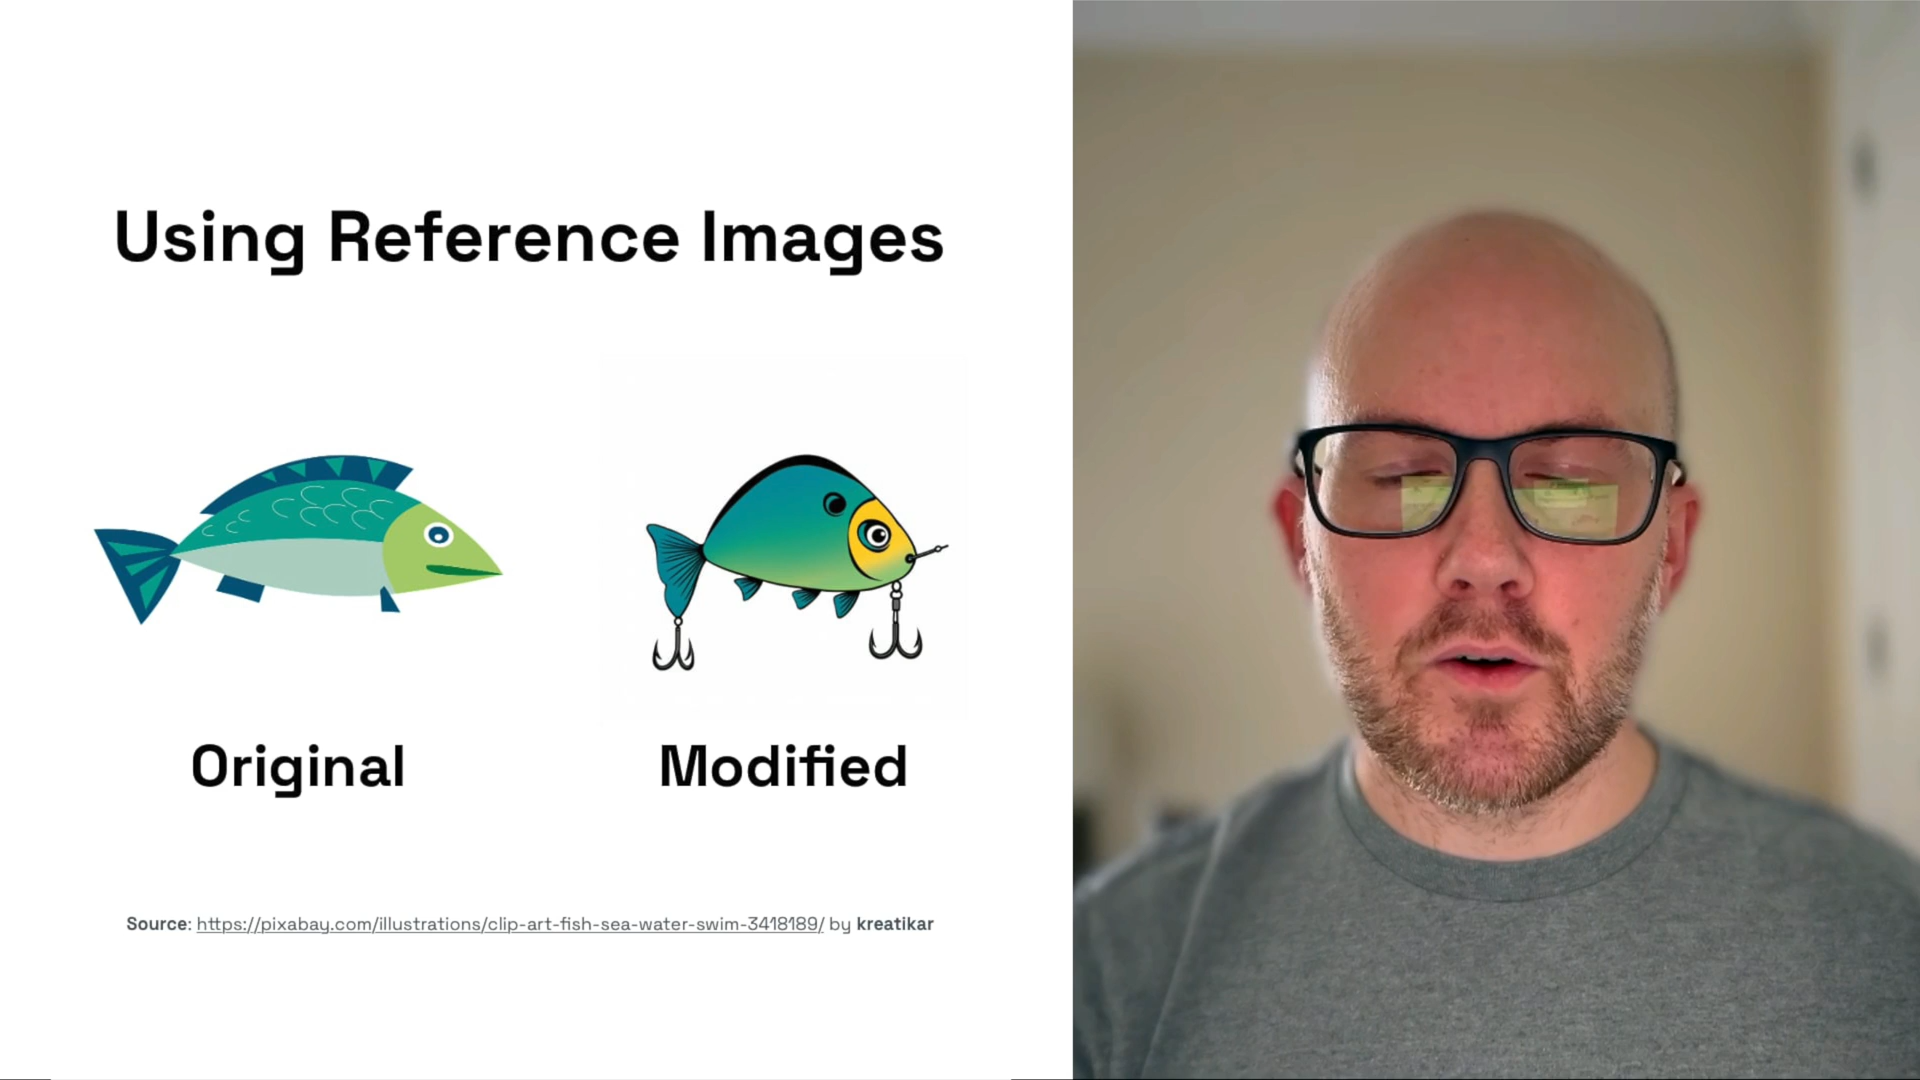 Using Reference Images
Original
Modified
Source: https://pixabay.com/illustrations/clip-art-fish-sea-water-swim-3418189/ by kreatikar